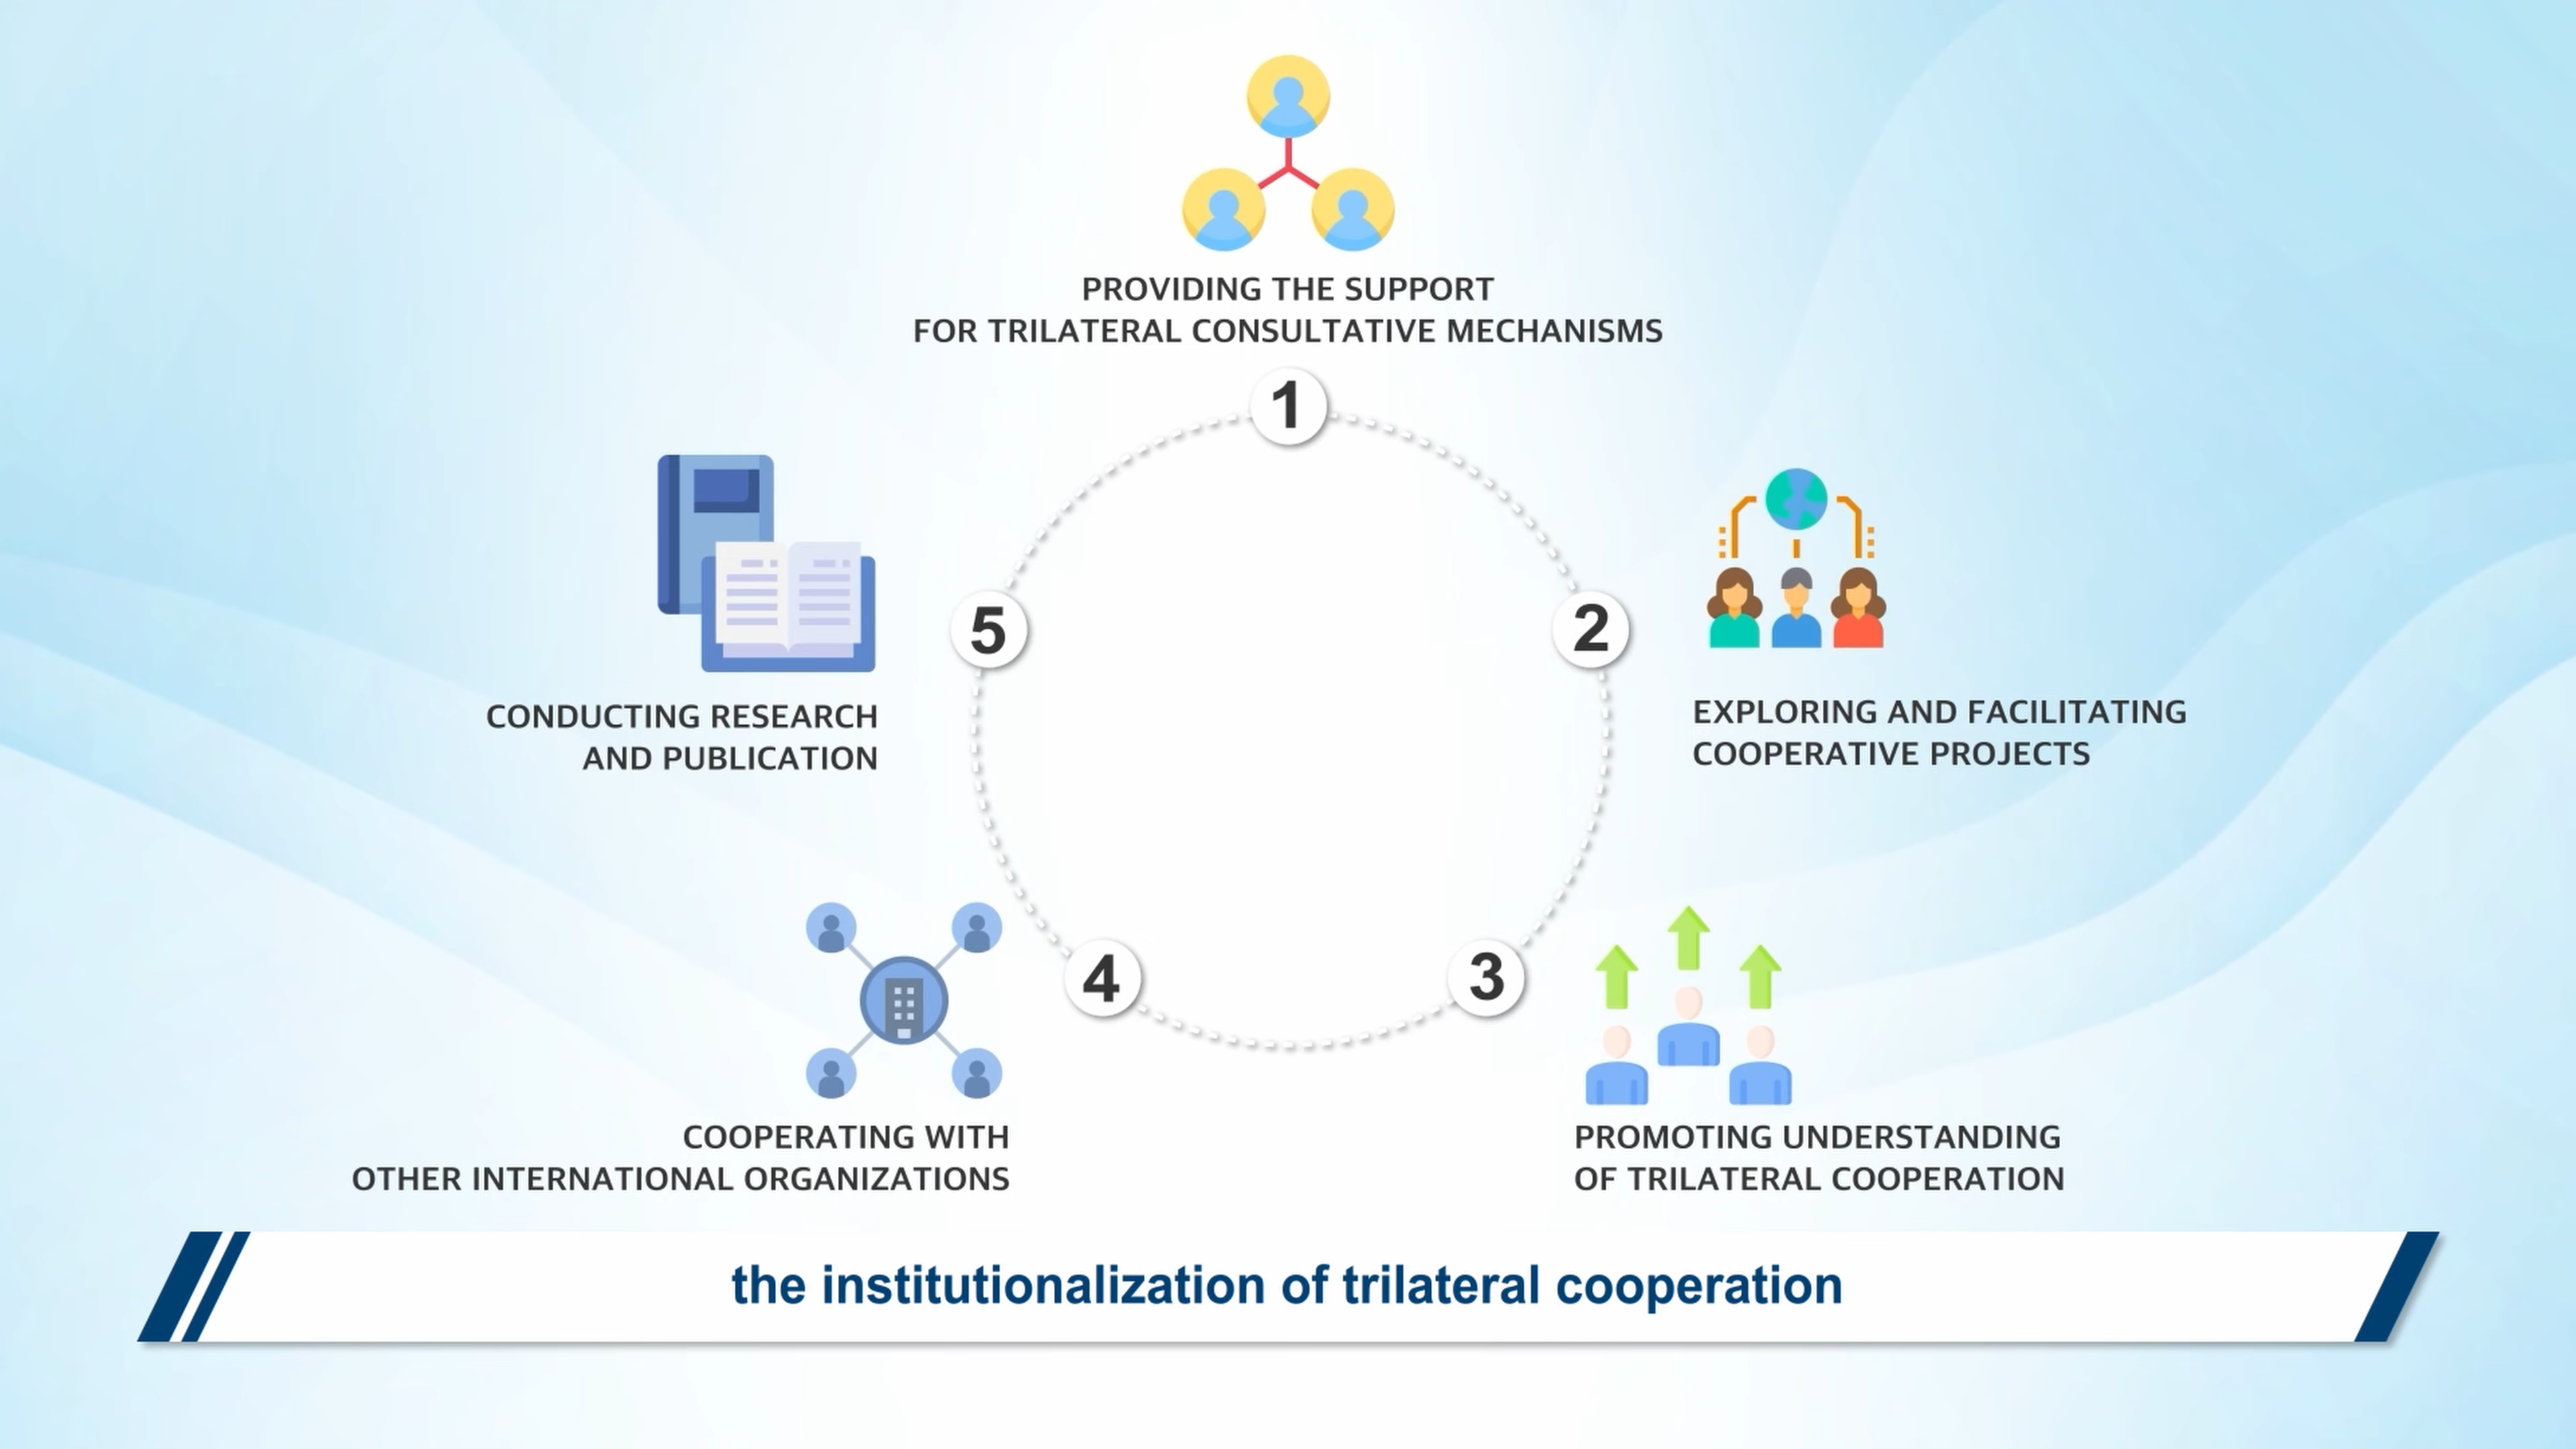 PROVIDING THE SUPPORT
FOR TRILATERAL CONSULTATIVE MECHANISMS
1
2
EXPLORING AND FACILITATING
COOPERATIVE PROJECTS
3
PROMOTING UNDERSTANDING
OF TRILATERAL COOPERATION
4
COOPERATING WITH
OTHER INTERNATIONAL ORGANIZATIONS
5
CONDUCTING RESEARCH
AND PUBLICATION
the institutionalization of trilateral cooperation